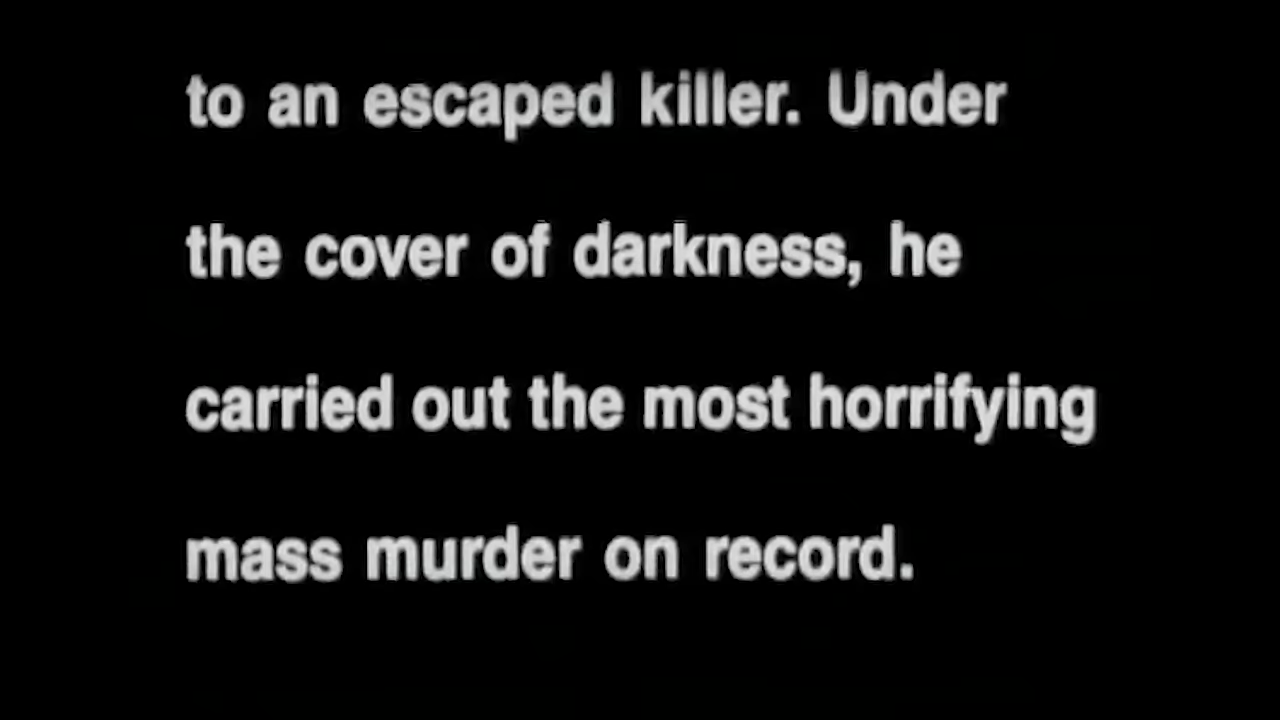 to an escaped killer. Under
the cover of darkness, he
carried out the most horrifying
mass murder on record.